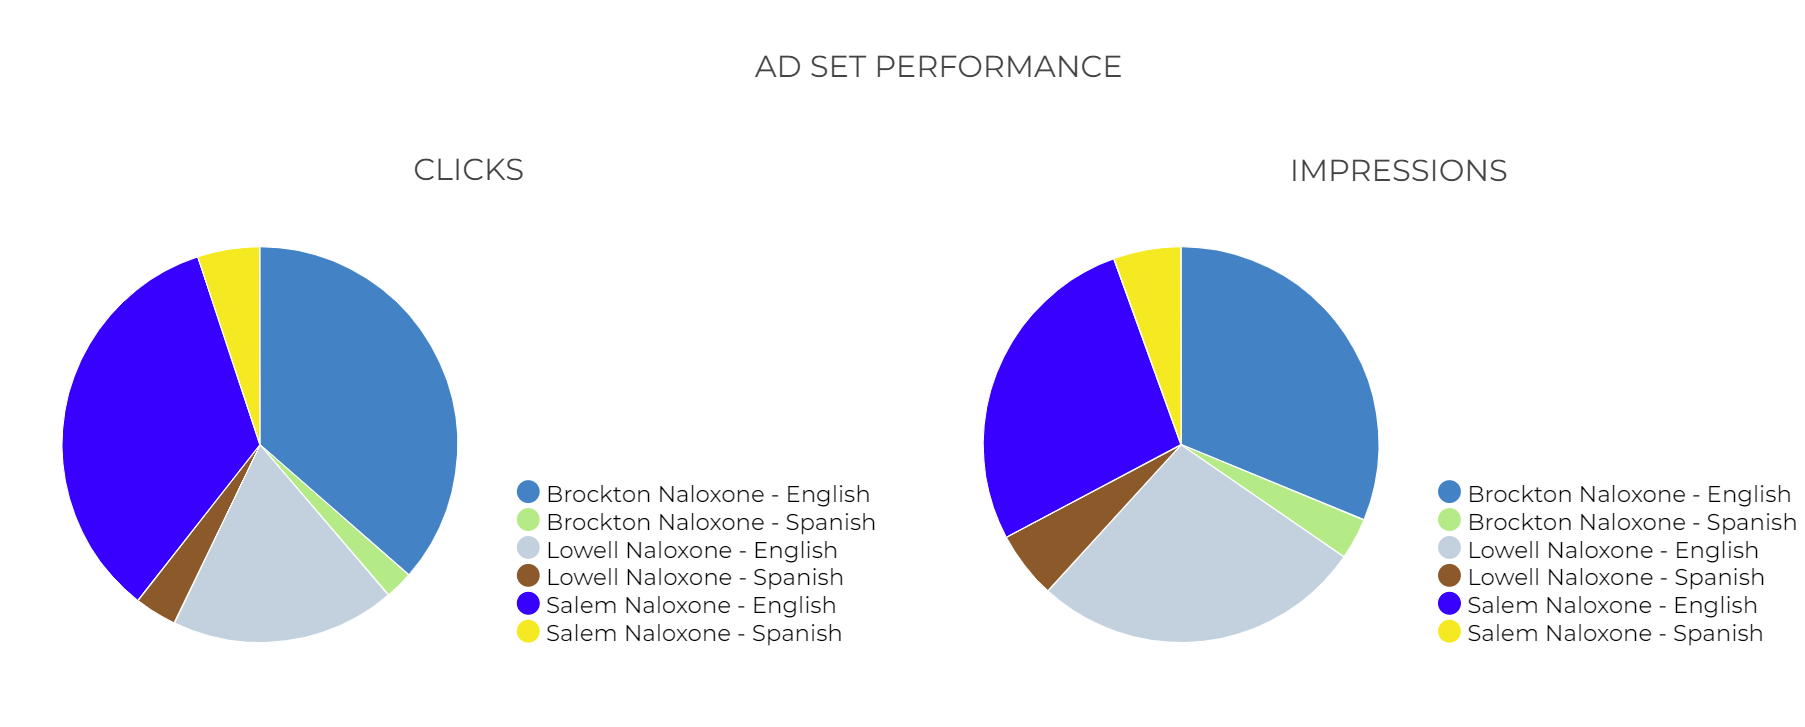 AD SET PERFORMANCE
CLICKS
Brockton Naloxone - English
Brockton Naloxone - Spanish
Lowell Naloxone - English
Lowell Naloxone - Spanish
Salem Naloxone - English
Salem Naloxone - Spanish
IMPRESSIONS
Brockton Naloxone - English
Brockton Naloxone - Spanish
Lowell Naloxone - English
Lowell Naloxone - Spanish
Salem Naloxone - English
Salem Naloxone - Spanish